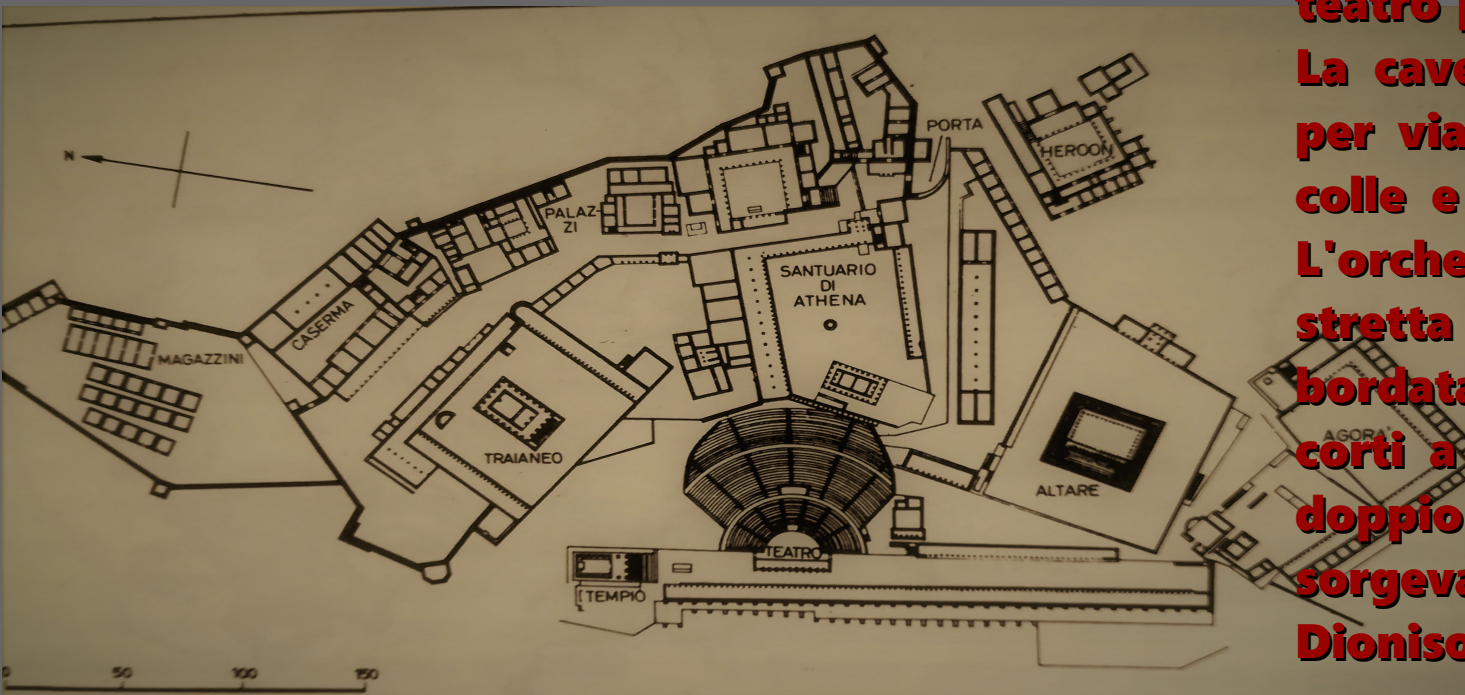 teatro
La cave
per via
colle e
L'orche
stretta
bordata
corti a
doppio
sorgeva
Dioniso
N
PORTA
HEROON
PALAZ-
ZI
SANTUARIO
DI
ATHENA
CASERMA
MAGAZZINI
TRAIANEO
AGORA'
ALTARE
TEATRO
TEMPIO
0 50 100 150